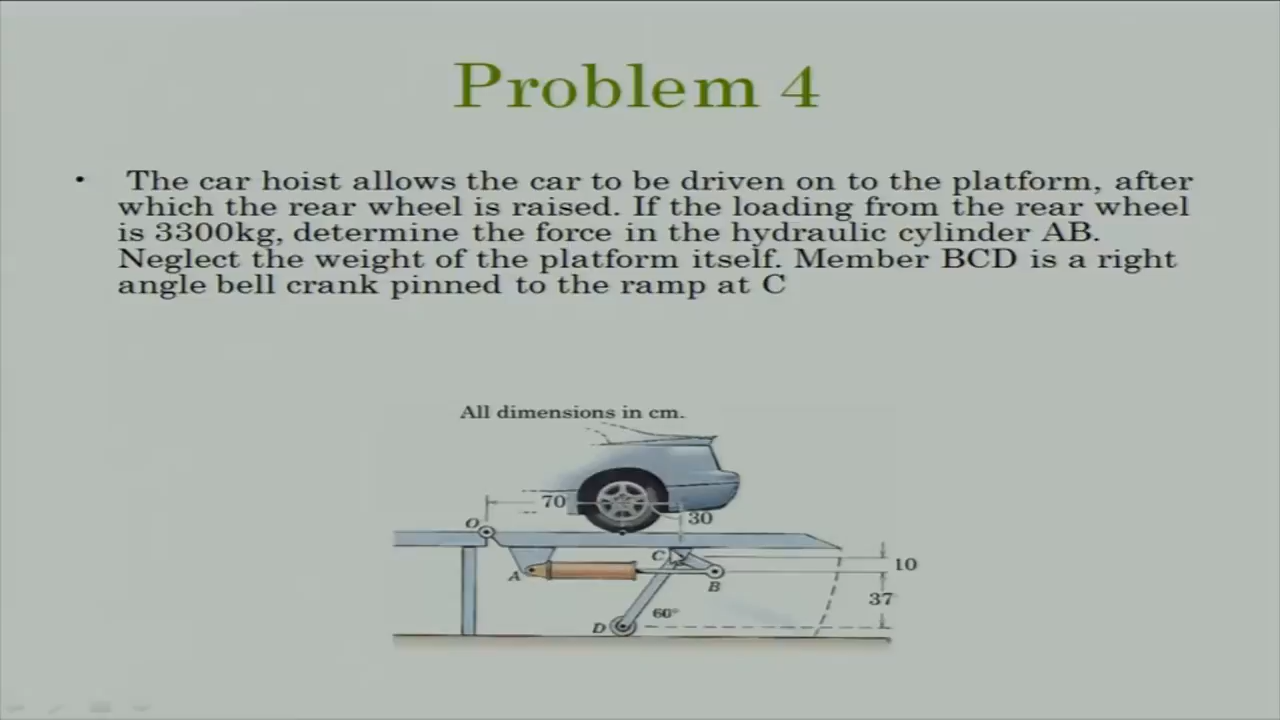 Problem 4
• The car hoist allows the car to be driven on to the platform, after
which the rear wheel is raised. If the loading from the rear wheel
is 3300kg, determine the force in the hydraulic cylinder AB.
Neglect the weight of the platform itself. Member BCD is a right
angle bell crank pinned to the ramp at C
All dimensions in cm.
70
30
O
C
10
A
B
37
60°
D